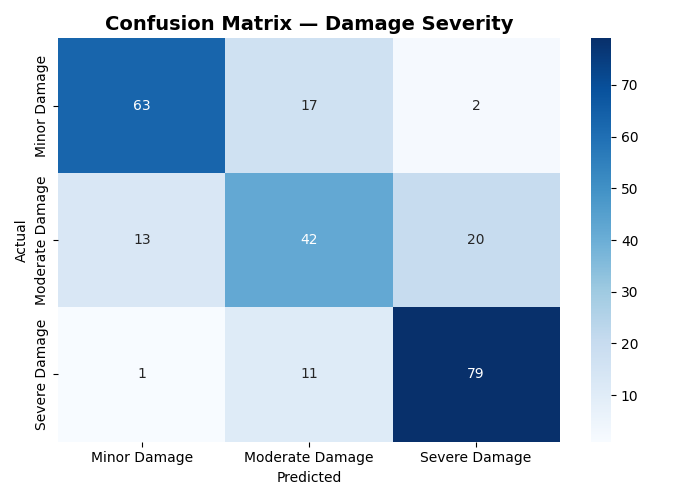 Confusion Matrix — Damage Severity
Actual
Minor Damage
63 17 2
Moderate Damage
13 42 20
Severe Damage
1 11 79
Minor Damage Moderate Damage Severe Damage
Predicted
70
60
50
40
30
20
10